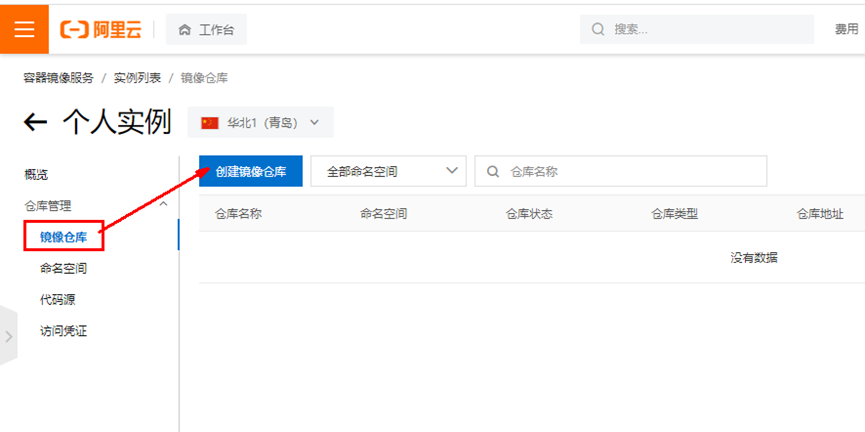 阿里云 工作台 搜索... 费用
容器镜像服务 / 实例列表 / 镜像仓库
个人实例 华北1（青岛）
概览
仓库管理
镜像仓库
命名空间
代码源
访问凭证
创建镜像仓库 全部命名空间 仓库名称
仓库名称 命名空间 仓库状态 仓库类型 仓库地址
没有数据